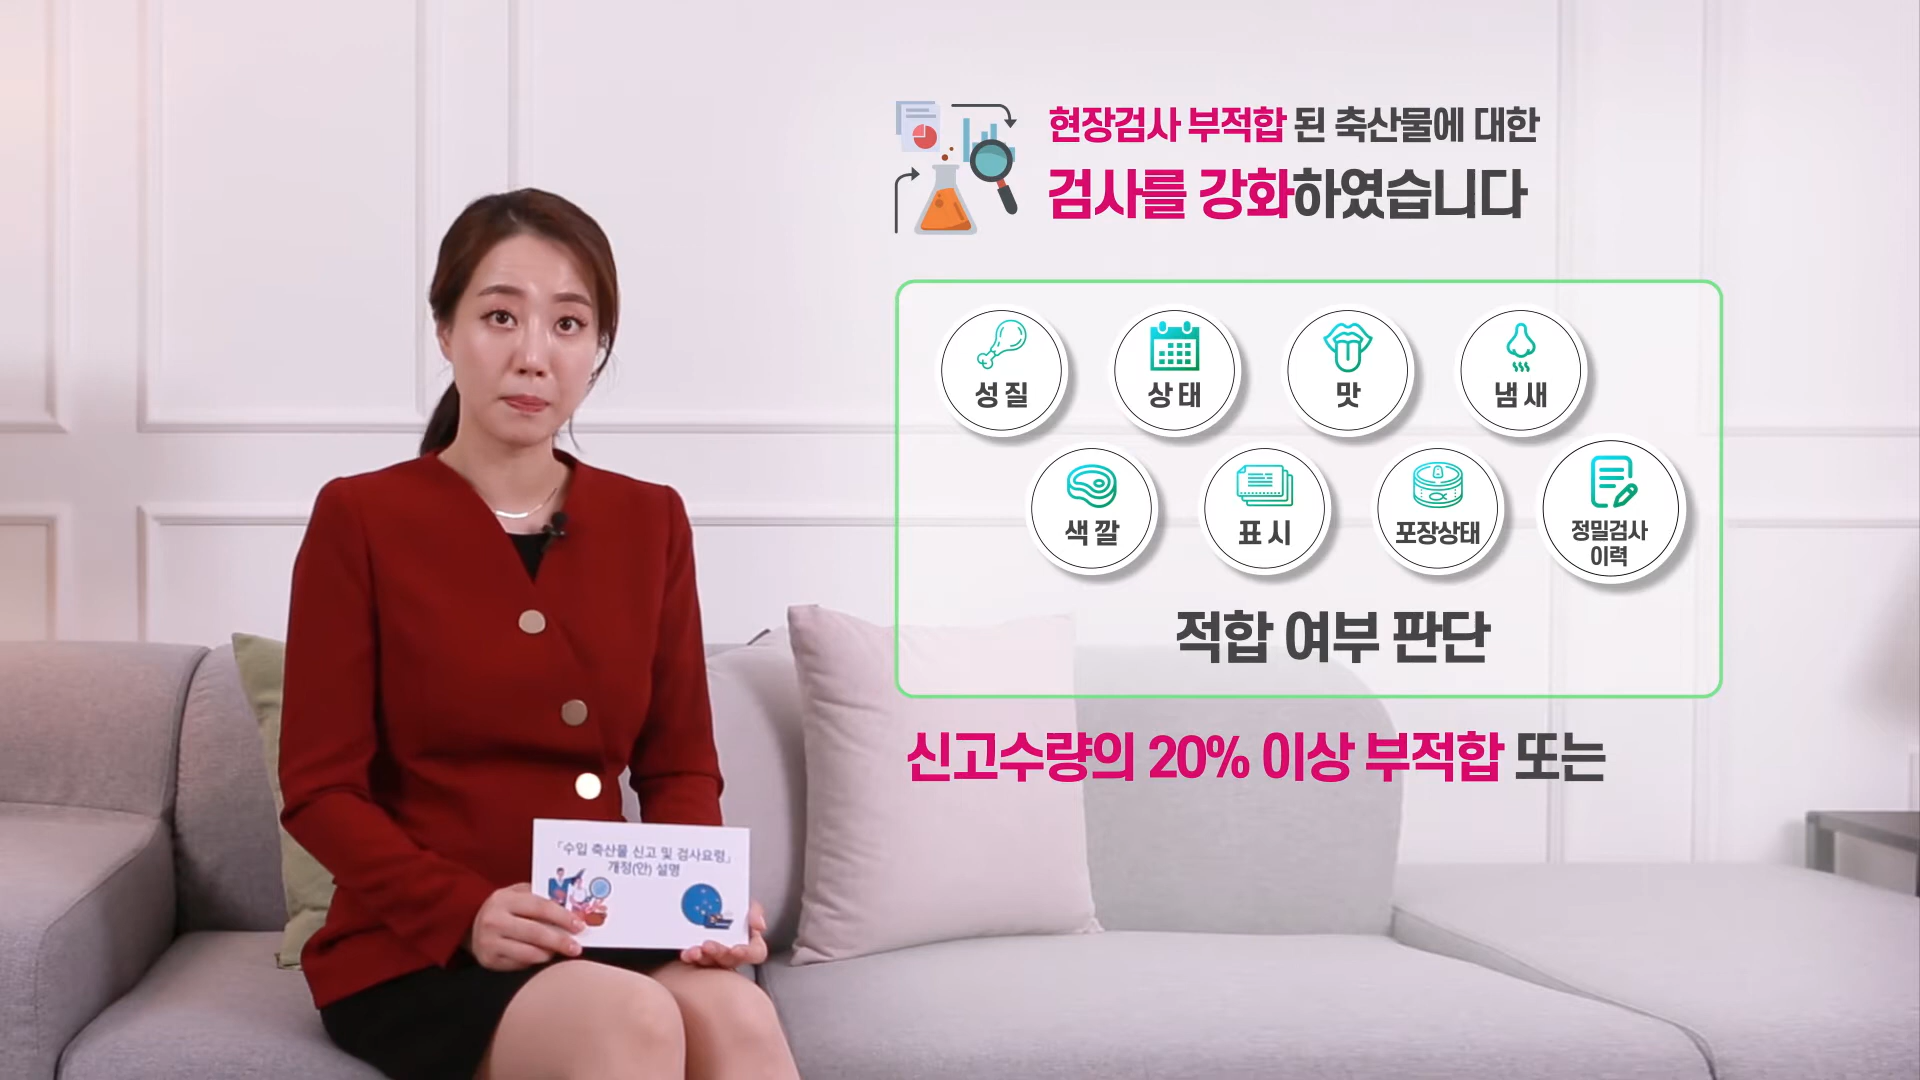 현장검사 부적합 된 축산물에 대한
검사를 강화하였습니다
성질
상태
맛
냄새
색깔
표시
포장상태
정밀검사
이력
적합 여부 판단
신고수량의 20% 이상 부적합 또는
「수입 축산물 신고 및 검사요령」
개정(안) 설명